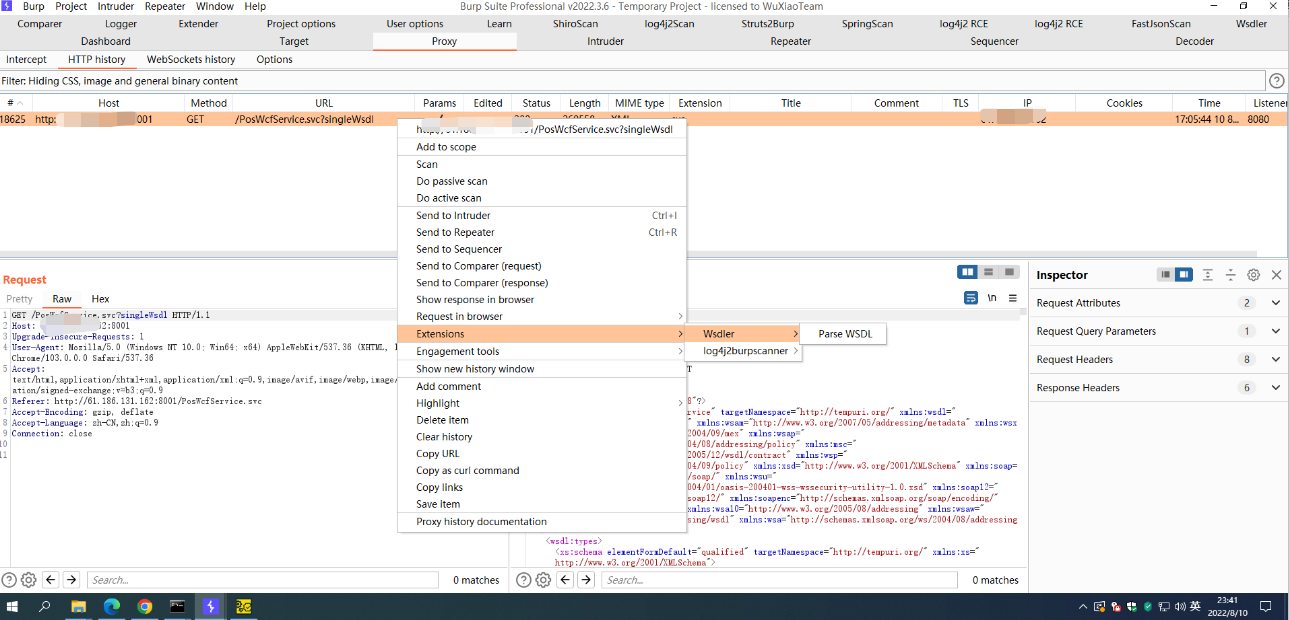 Burp Project Intruder Repeater Window Help Burp Suite Professional v2022.3.6 - Temporary Project - licensed to WuXiaoTeam
Comparer Logger Extender Project options User options Learn ShiroScan log4j2Scan Struts2Burp SpringScan log4j2 RCE log4j2 RCE FastJsonScan Wsdler
Dashboard Target Proxy Intruder Repeater Sequencer Decoder
Intercept HTTP history WebSockets history Options
Filter: Hiding CSS, image and general binary content
# Host Method URL Params Edited Status Length MIME type Extension Title Comment TLS IP Cookies Time Listener
18625 http: 001 GET /PosWcfService.svc?singleWsdl 17:05:44 10 8... 8080
/PosWcfService.svc?singleWsdl
Add to scope
Scan
Do passive scan
Do active scan
Send to Intruder Ctrl+I
Send to Repeater Ctrl+R
Send to Sequencer
Send to Comparer (request)
Send to Comparer (response)
Show response in browser
Request in browser
Extensions
Engagement tools
Show new history window
Add comment
Highlight
Delete item
Clear history
Copy URL
Copy as curl command
Copy links
Save item
Proxy history documentation
Wsdler
log4j2burpscanner
Parse WSDL
Request
Pretty Raw Hex
\n
1 GET /PosWcfService.svc?singleWsdl HTTP/1.1
2 Host: 62:8001
3 Upgrade-Insecure-Requests: 1
4 User-Agent: Mozilla/5.0 (Windows NT 10.0; Win64; x64) AppleWebKit/537.36 (KHTML, l
Chrome/103.0.0.0 Safari/537.36
5 Accept:
text/html,application/xhtml+xml,application/xml;q=0.9,image/avif,image/webp,image/
ation/signed-exchange;v=b3;q=0.9
6 Referer: http://61.186.131.162:8001/PosWcfService.svc
7 Accept-Encoding: gzip, deflate
8 Accept-Language: zh-CN,zh;q=0.9
9 Connection: close
10
11
T
8"?>
rvice" targetNamespace="http://tempuri.org/" xmlns:wsdl="
" xmlns:wsam="http://www.w3.org/2007/05/addressing/metadata" xmlns:wsx
2004/09/mex" xmlns:wsap="
04/08/addressing/policy" xmlns:msc="
2005/12/wsdl/contract" xmlns:wsp="
04/09/policy" xmlns:xsd="http://www.w3.org/2001/XMLSchema" xmlns:soap=
/soap/" xmlns:wsu="
004/01/oasis-200401-wss-wssecurity-utility-1.0.xsd" xmlns:soap12="
soap12/" xmlns:soapenc="http://schemas.xmlsoap.org/soap/encoding/"
xmlns:wsa10="http://www.w3.org/2005/08/addressing" xmlns:wsaw="
sing/wsdl" xmlns:wsa="http://schemas.xmlsoap.org/ws/2004/08/addressing
<wsdl:types>
<xs:schema elementFormDefault="qualified" targetNamespace="http://tempuri.org/" xmlns:xs="
http://www.w3.org/2001/XMLSchema">
Inspector
Request Attributes 2
Request Query Parameters 1
Request Headers 8
Response Headers 6
Search... 0 matches
Search... 0 matches
英
23:41
2022/8/10